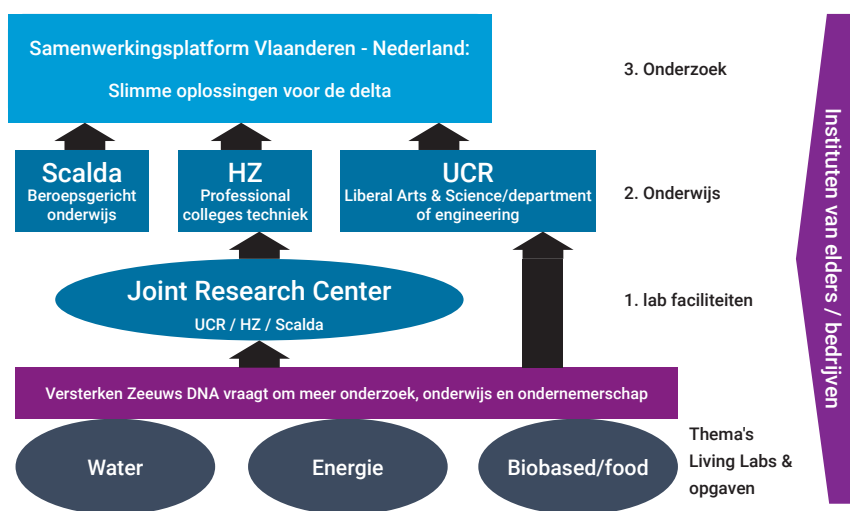 Samenwerkingsplatform Vlaanderen - Nederland:
Slimme oplossingen voor de delta
3. Onderzoek
Scalda
Beroepsgericht
onderwijs
HZ
Professional
colleges techniek
UCR
Liberal Arts & Science/department
of engineering
2. Onderwijs
Joint Research Center
UCR / HZ / Scalda
1. lab faciliteiten
Versterken Zeeuws DNA vraagt om meer onderzoek, onderwijs en ondernemerschap
Water
Energie
Biobased/food
Thema's
Living Labs &
opgaven
Instituten van elders / bedrijven